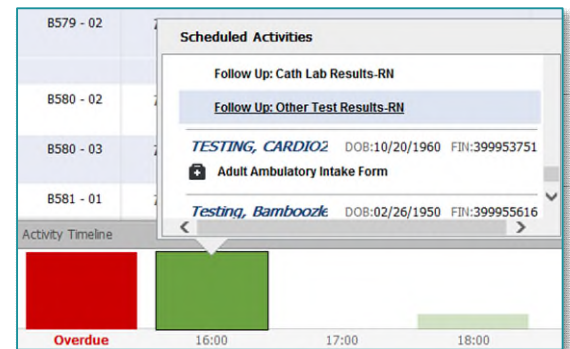 B579 - 02
Scheduled Activities
Follow Up: Cath Lab Results-RN
B580 - 02
Follow Up: Other Test Results-RN
B580 - 03
TESTING, CARDIO2 DOB:10/20/1960 FIN:399953751
Adult Ambulatory Intake Form
B581 - 01
Testing, Bamboozle DOB:02/26/1950 FIN:399955616
Activity Timeline
Overdue 16:00 17:00 18:00